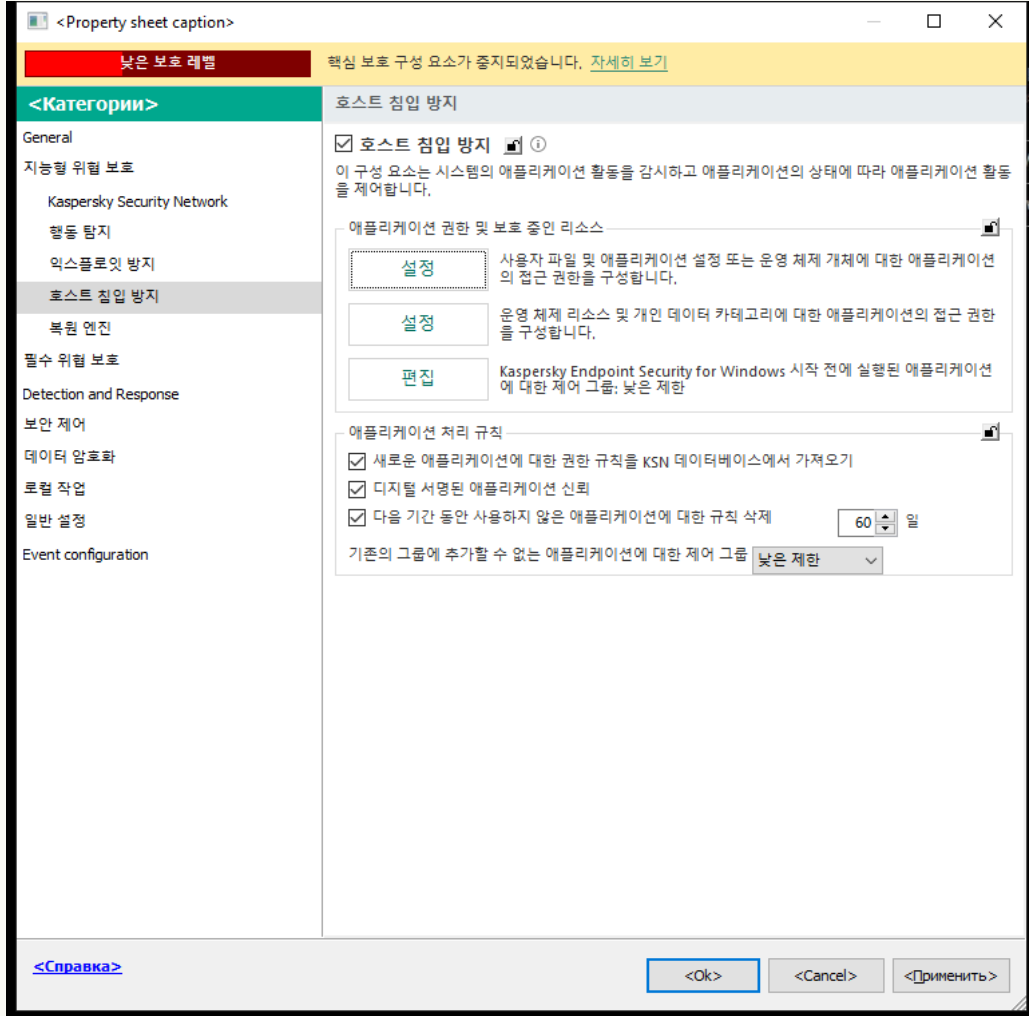 <Property sheet caption>
낮은 보호 레벨
핵심 보호 구성 요소가 중지되었습니다. 자세히 보기
<Категории>
General
지능형 위협 보호
Kaspersky Security Network
행동 탐지
익스플로잇 방지
호스트 침입 방지
복원 엔진
필수 위협 보호
Detection and Response
보안 제어
데이터 암호화
로컬 작업
일반 설정
Event configuration
호스트 침입 방지
호스트 침입 방지
이 구성 요소는 시스템의 애플리케이션 활동을 감시하고 애플리케이션의 상태에 따라 애플리케이션 활동
을 제어합니다.
애플리케이션 권한 및 보호 중인 리소스
설정
사용자 파일 및 애플리케이션 설정 또는 운영 체제 개체에 대한 애플리케이션
의 접근 권한을 구성합니다.
설정
운영 체제 리소스 및 개인 데이터 카테고리에 대한 애플리케이션의 접근 권한
을 구성합니다.
편집
Kaspersky Endpoint Security for Windows 시작 전에 실행된 애플리케이션
에 대한 제어 그룹: 낮은 제한
애플리케이션 처리 규칙
새로운 애플리케이션에 대한 권한 규칙을 KSN 데이터베이스에서 가져오기
디지털 서명된 애플리케이션 신뢰
다음 기간 동안 사용하지 않은 애플리케이션에 대한 규칙 삭제 60 일
기존의 그룹에 추가할 수 없는 애플리케이션에 대한 제어 그룹 낮은 제한
<Справка>
<Ok> <Cancel> <Применить>